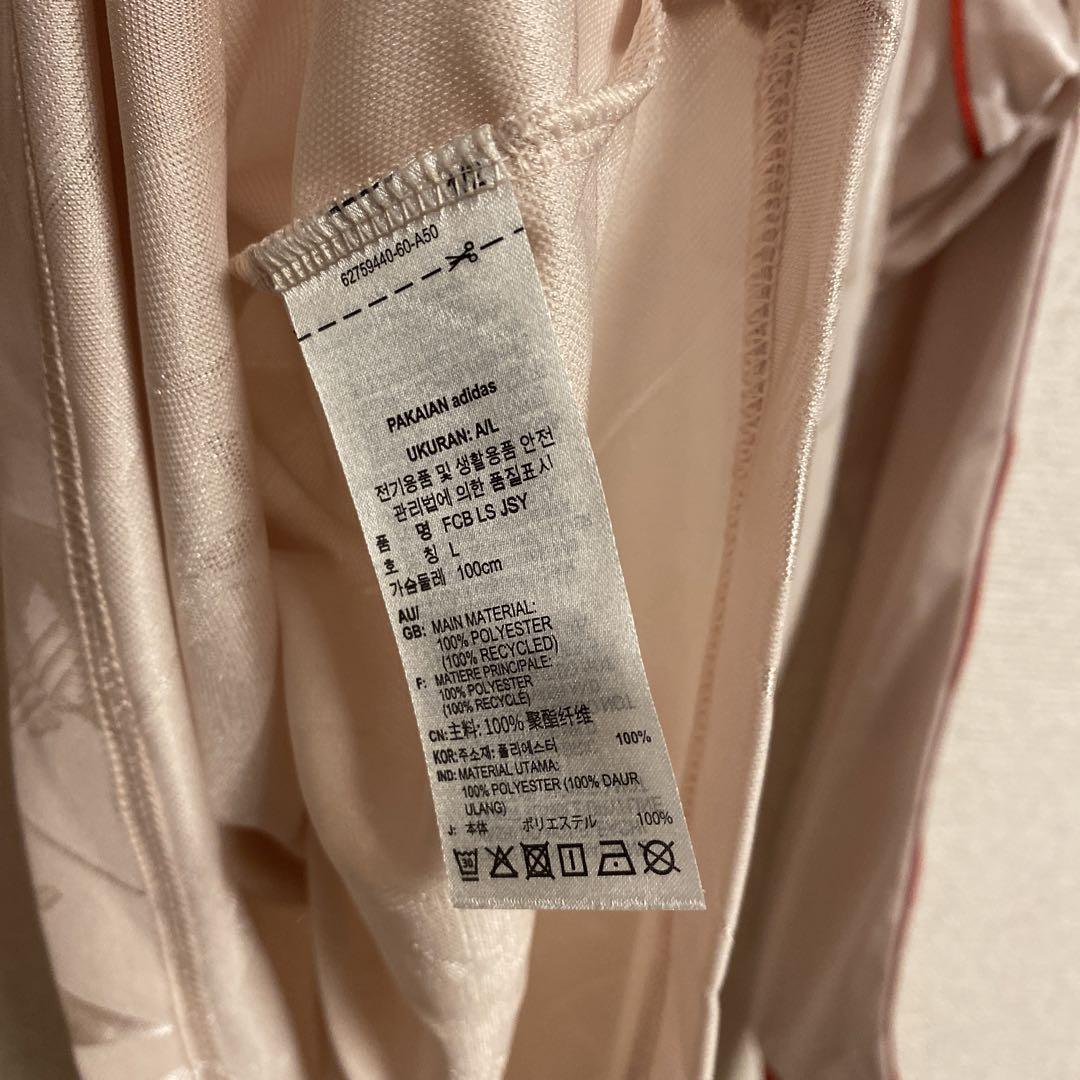 62759440-60-A50
PAKAIAN adidas
UKURAN: A/L
전기용품 및 생활용품 안전
관리법에 의한 품질표시
품 명 FCB LS JSY
호 칭 L
가슴둘레 100cm
AU/
GB: MAIN MATERIAL:
100% POLYESTER
(100% RECYCLED)
F: MATIERE PRINCIPALE:
100% POLYESTER
(100% RECYCLÉ)
CN: 主料: 100% 聚酯纤维
KOR: 주소재: 폴리에스터 100%
IND: MATERIAL UTAMA:
100% POLYESTER (100% DAUR
ULANG)
J: 本体 ポリエステル 100%
30